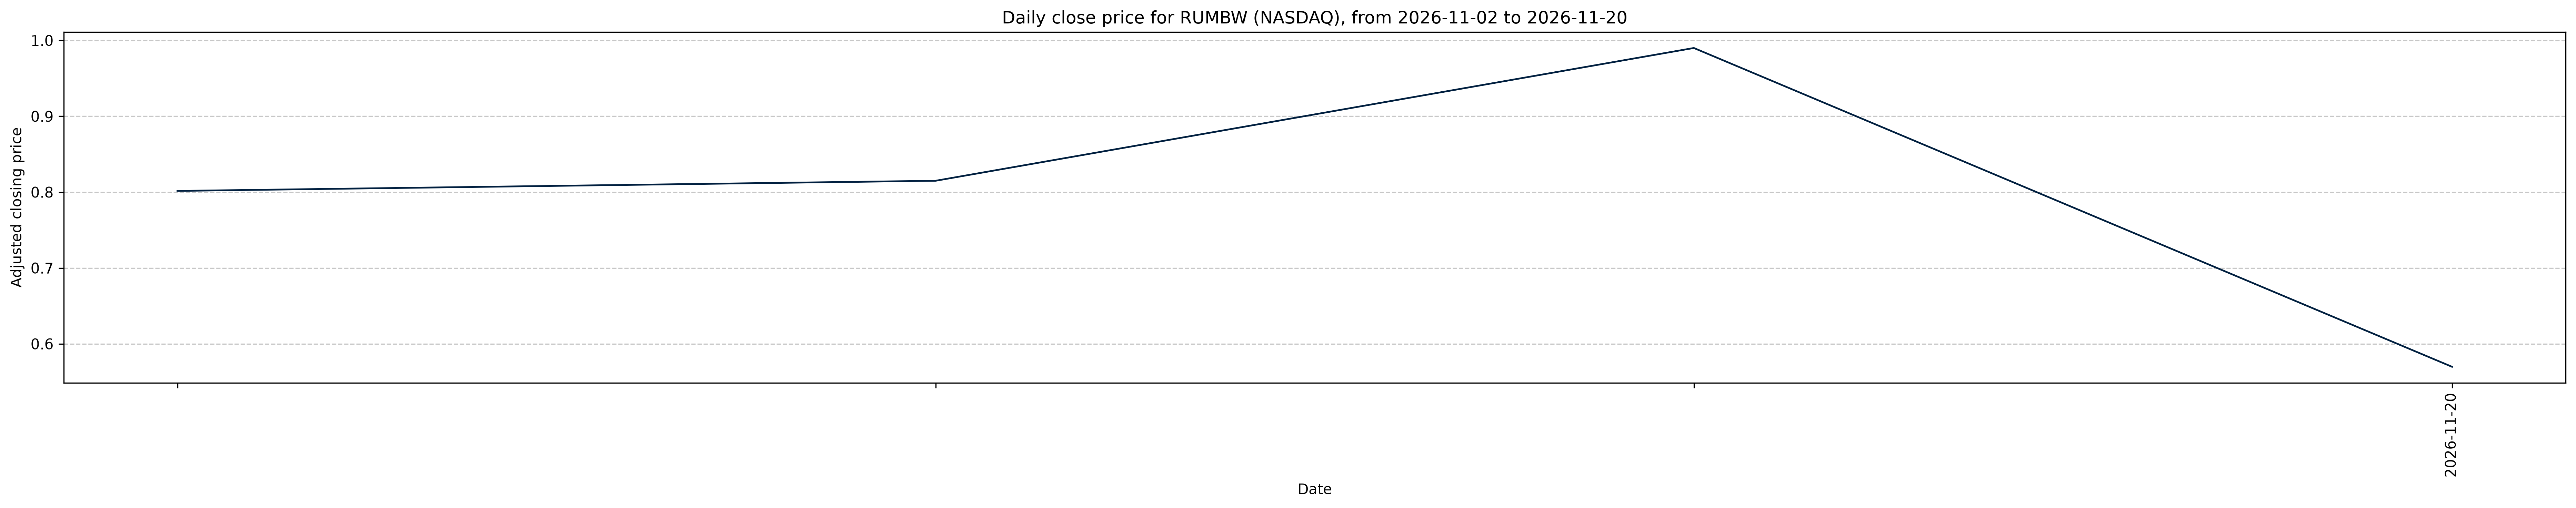 Daily close price for RUMBW (NASDAQ), from 2026-11-02 to 2026-11-20
Adjusted closing price
1.0
0.9
0.8
0.7
0.6
2026-11-20
Date